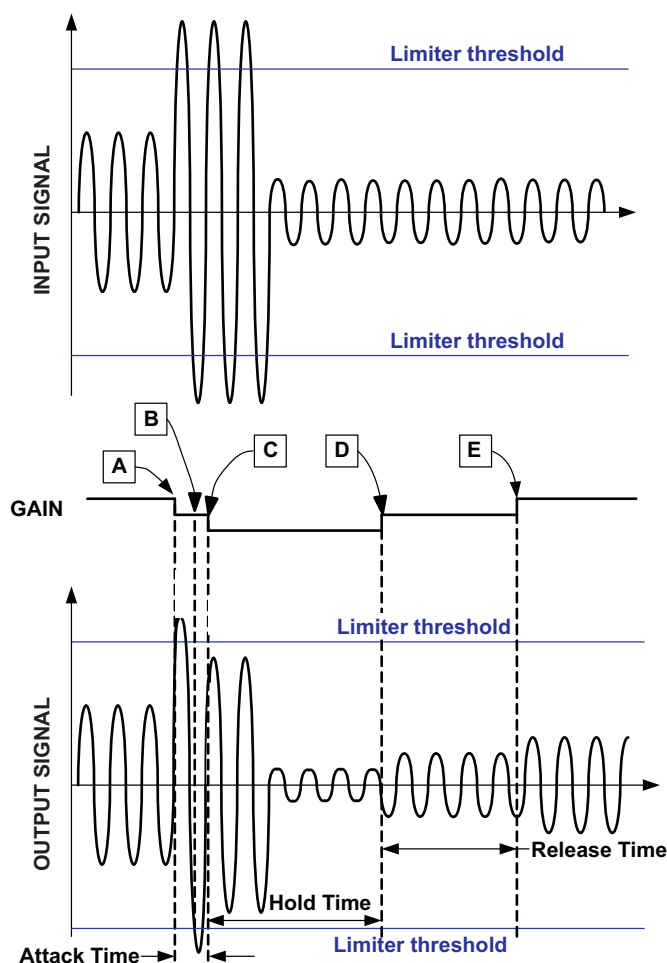 Limiter threshold
INPUT SIGNAL
Limiter threshold
B
A
C
D
E
GAIN
Limiter threshold
OUTPUT SIGNAL
Release Time
Hold Time
Attack Time
Limiter threshold